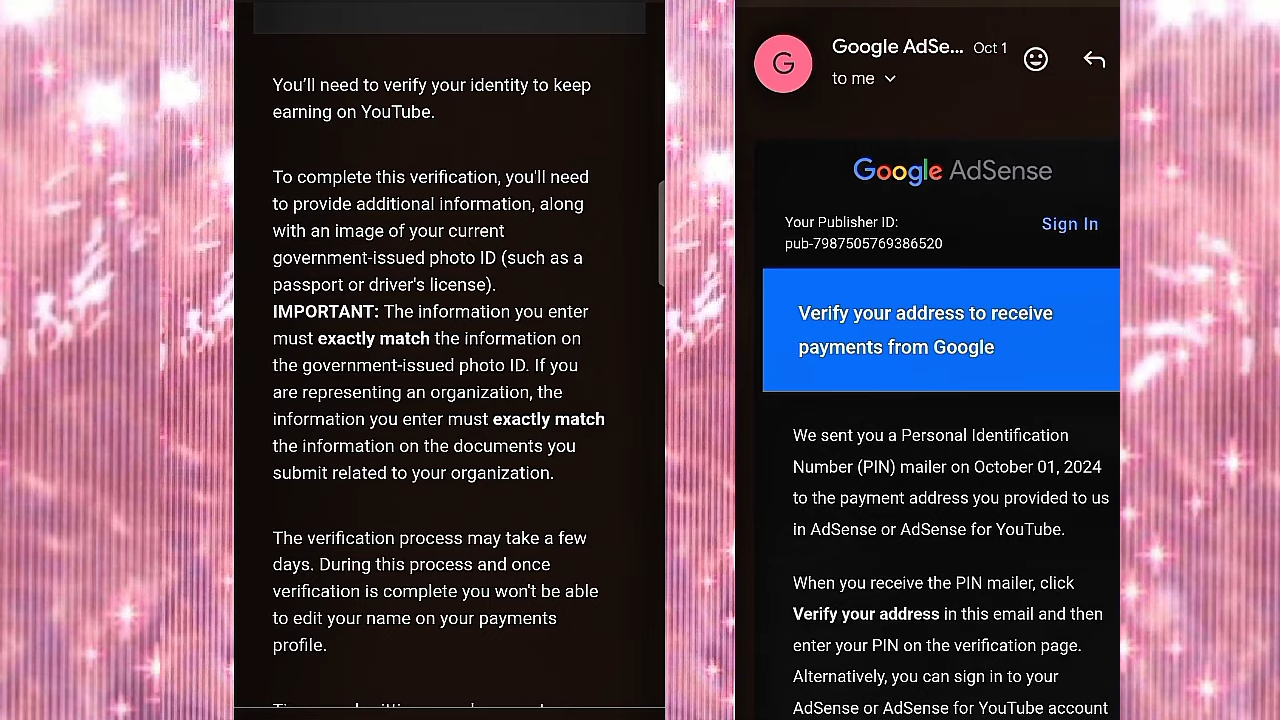 You'll need to verify your identity to keep
earning on YouTube.
To complete this verification, you'll need
to provide additional information, along
with an image of your current
government-issued photo ID (such as a
passport or driver's license).
IMPORTANT: The information you enter
must exactly match the information on
the government-issued photo ID. If you
are representing an organization, the
information you enter must exactly match
the information on the documents you
submit related to your organization.
The verification process may take a few
days. During this process and once
verification is complete you won't be able
to edit your name on your payments
profile.
G
Google AdSe... Oct 1
to me
Google AdSense
Your Publisher ID:
pub-7987505769386520
Sign In
Verify your address to receive
payments from Google
We sent you a Personal Identification
Number (PIN) mailer on October 01, 2024
to the payment address you provided to us
in AdSense or AdSense for YouTube.
When you receive the PIN mailer, click
Verify your address in this email and then
enter your PIN on the verification page.
Alternatively, you can sign in to your
AdSense or AdSense for YouTube account